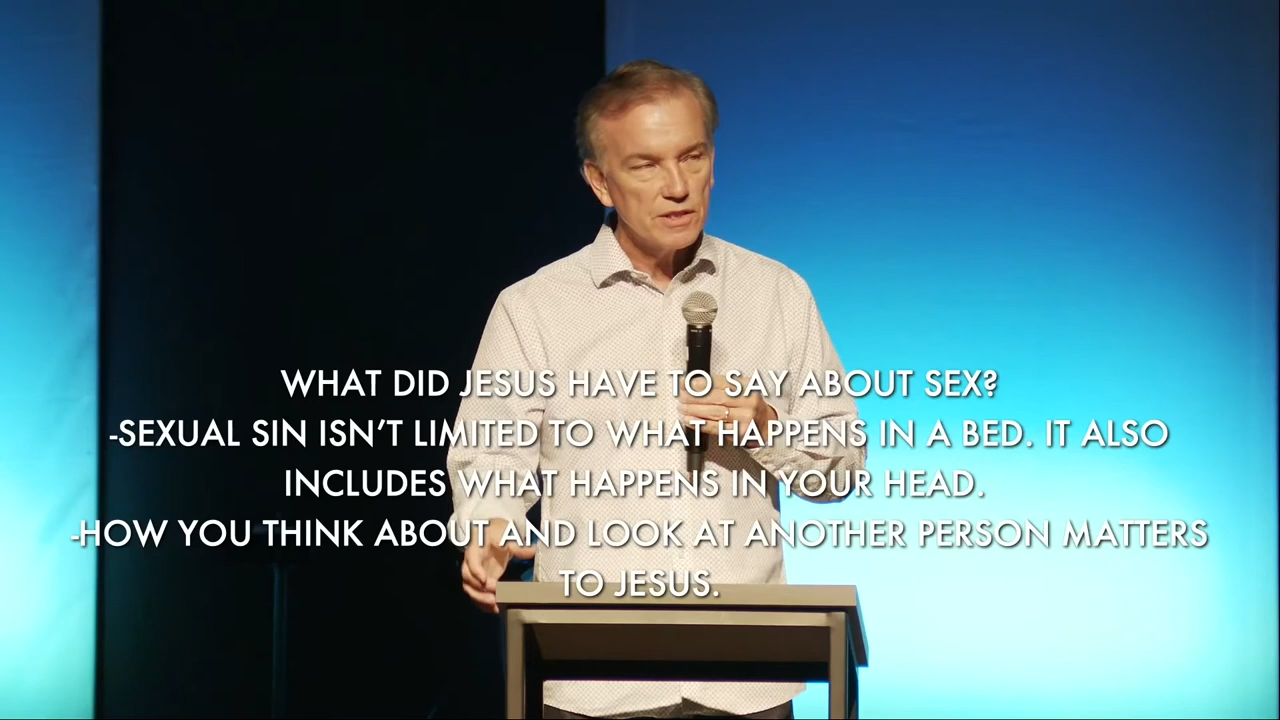 WHAT DID JESUS HAVE TO SAY ABOUT SEX?
-SEXUAL SIN ISN'T LIMITED TO WHAT HAPPENS IN A BED. IT ALSO
INCLUDES WHAT HAPPENS IN YOUR HEAD.
-HOW YOU THINK ABOUT AND LOOK AT ANOTHER PERSON MATTERS
TO JESUS.